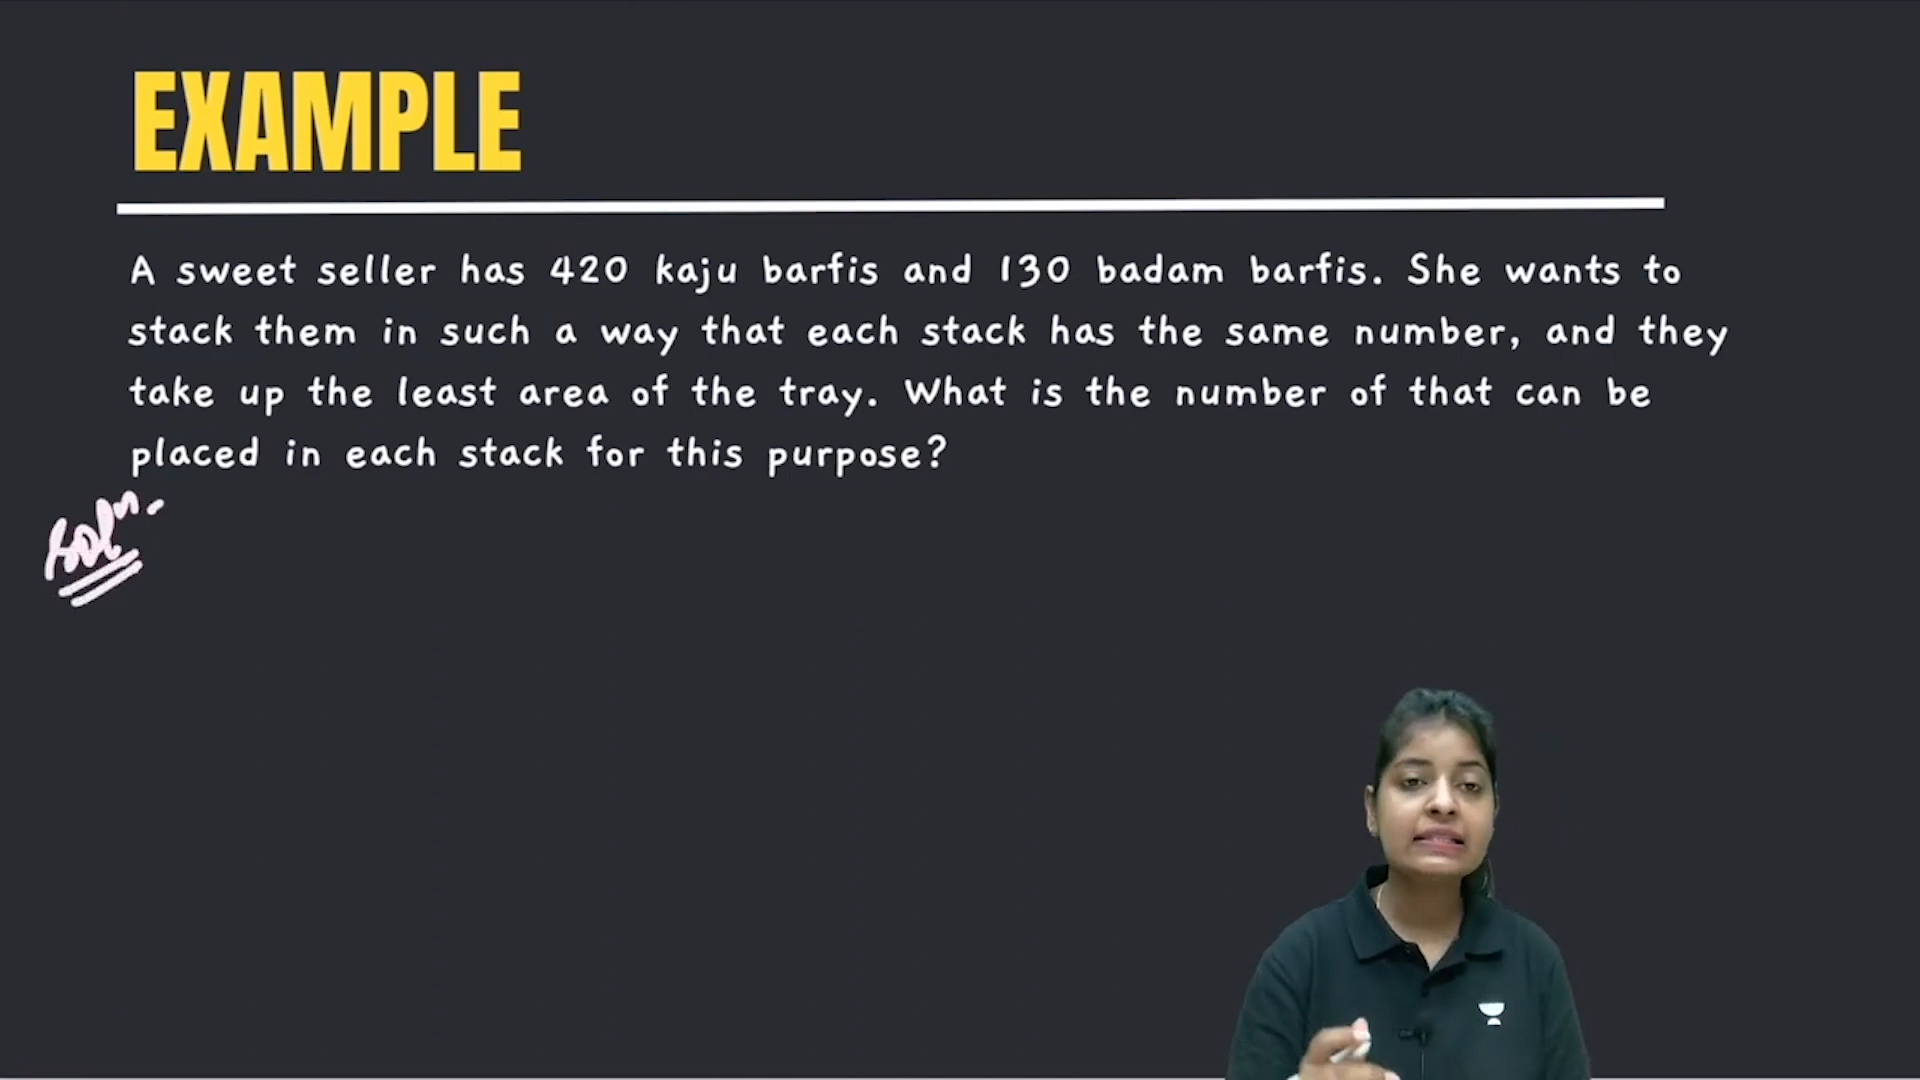 EXAMPLE
A sweet seller has 420 kaju barfis and 130 badam barfis. She wants to
stack them in such a way that each stack has the same number, and they
take up the least area of the tray. What is the number of that can be
placed in each stack for this purpose?
Soln.